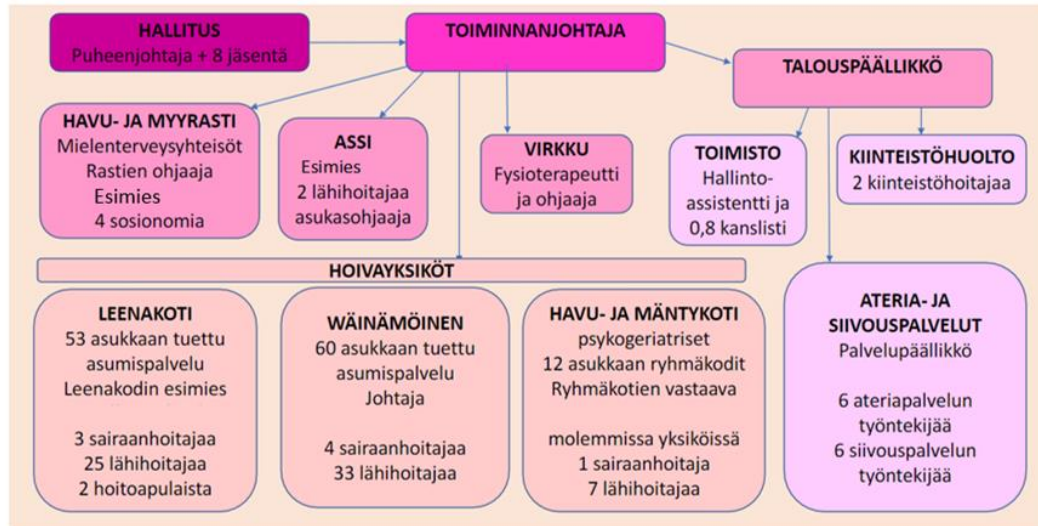 HALLITUS
Puheenjohtaja + 8 jäsentä
TOIMINNANJOHTAJA
TALOUSPÄÄLLIKKÖ
HAVU- JA MYYRASTI
Mielenterveysyhteisöt
Rastien ohjaaja
Esimies
4 sosionomia
ASSI
Esimies
2 lähihoitajaa
asukasohjaaja
VIRKKU
Fysioterapeutti
ja ohjaaja
TOIMISTO
Hallinto-
assistentti ja
0,8 kanslisti
KIINTEISTÖHUOLTO
2 kiinteistöhoitajaa
HOIVAYKSIKÖT
LEENAKOTI
53 asukkaan tuettu
asumispalvelu
Leenakodin esimies
3 sairaanhoitajaa
25 lähihoitajaa
2 hoitoapulaista
WÄINÄMÖINEN
60 asukkaan tuettu
asumispalvelu
Johtaja
4 sairaanhoitajaa
33 lähihoitajaa
HAVU- JA MÄNTYKOTI
psykogeriatriset
12 asukkaan ryhmäkodit
Ryhmäkotien vastaava
molemmissa yksiköissä
1 sairaanhoitaja
7 lähihoitajaa
ATERIA- JA
SIIVOUSPALVELUT
Palvelupäällikkö
6 ateriapalvelun
työntekijää
6 siivouspalvelun
työntekijää